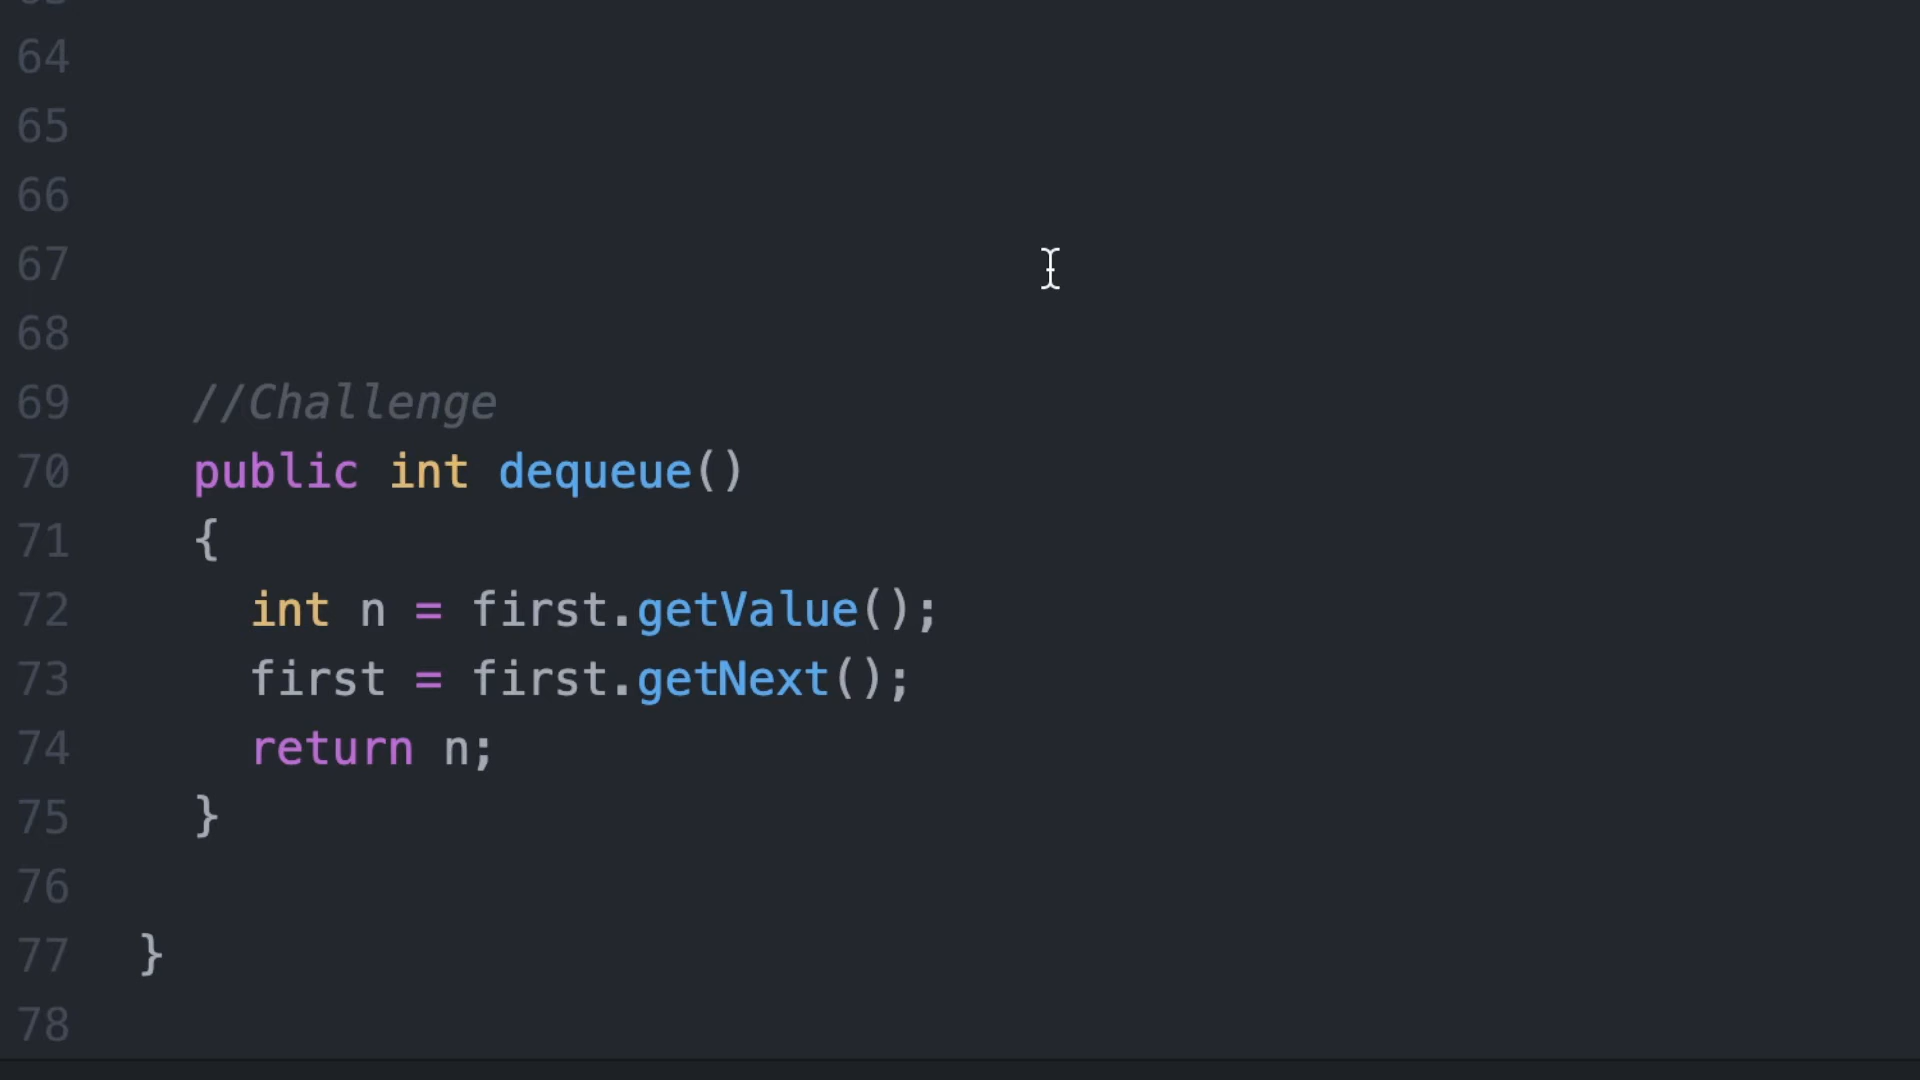 64
65
66
67
68
69 //Challenge
70 public int dequeue()
71 {
72 int n = first.getValue();
73 first = first.getNext();
74 return n;
75 }
76
77 }
78